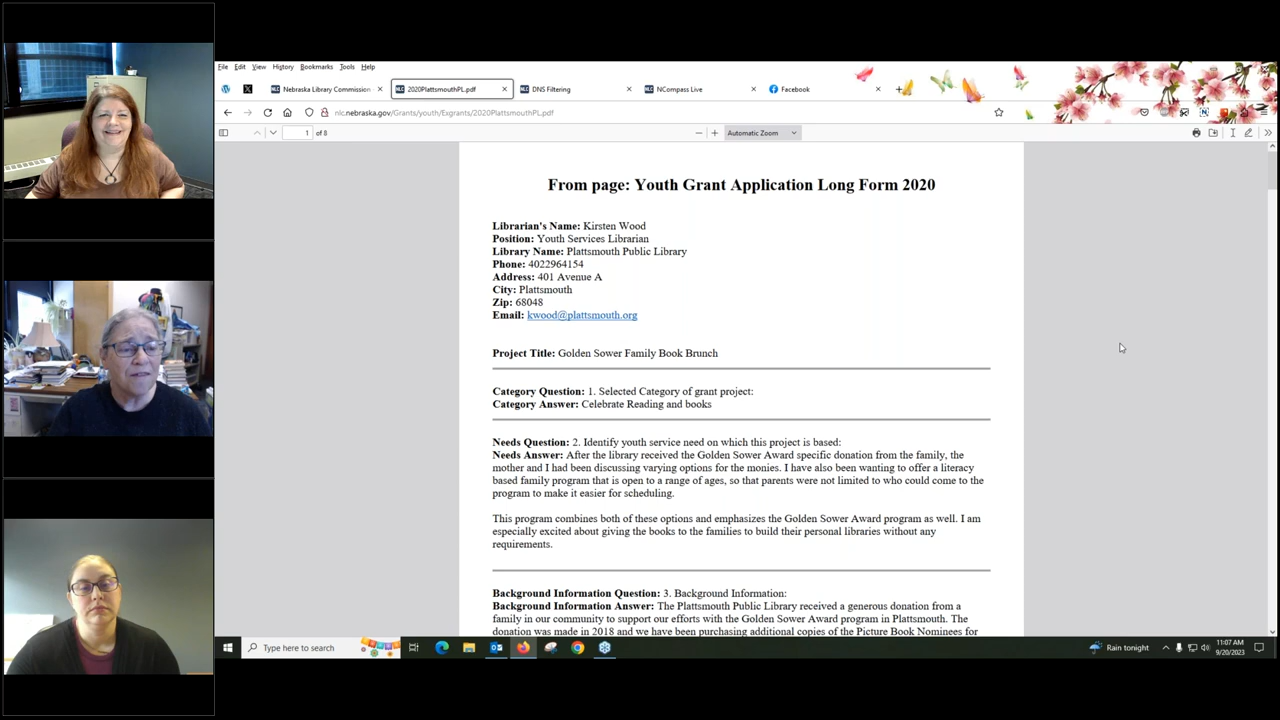 File Edit View History Bookmarks Tools Help
Nebraska Library Commission
2020PlattsmouthPL.pdf
DNS Filtering
NCompass Live
Facebook
nlc.nebraska.gov/Grants/youth/Exgrants/2020PlattsmouthPL.pdf
1 of 8
Automatic Zoom
From page: Youth Grant Application Long Form 2020
Librarian's Name: Kirsten Wood
Position: Youth Services Librarian
Library Name: Plattsmouth Public Library
Phone: 4022964154
Address: 401 Avenue A
City: Plattsmouth
Zip: 68048
Email: kwood@plattsmouth.org
Project Title: Golden Sower Family Book Brunch
Category Question: 1. Selected Category of grant project:
Category Answer: Celebrate Reading and books
Needs Question: 2. Identify youth service need on which this project is based:
Needs Answer: After the library received the Golden Sower Award specific donation from the family, the
mother and I had been discussing varying options for the monies. I have also been wanting to offer a literacy
based family program that is open to a range of ages, so that parents were not limited to who could come to the
program to make it easier for scheduling.
This program combines both of these options and emphasizes the Golden Sower Award program as well. I am
especially excited about giving the books to the families to build their personal libraries without any
requirements.
Background Information Question: 3. Background Information:
Background Information Answer: The Plattsmouth Public Library received a generous donation from a
family in our community to support our efforts with the Golden Sower Award program in Plattsmouth. The
donation was made in 2018 and we have been purchasing additional copies of the Picture Book Nominees for
Type here to search
Rain tonight
11:07 AM
9/20/2023